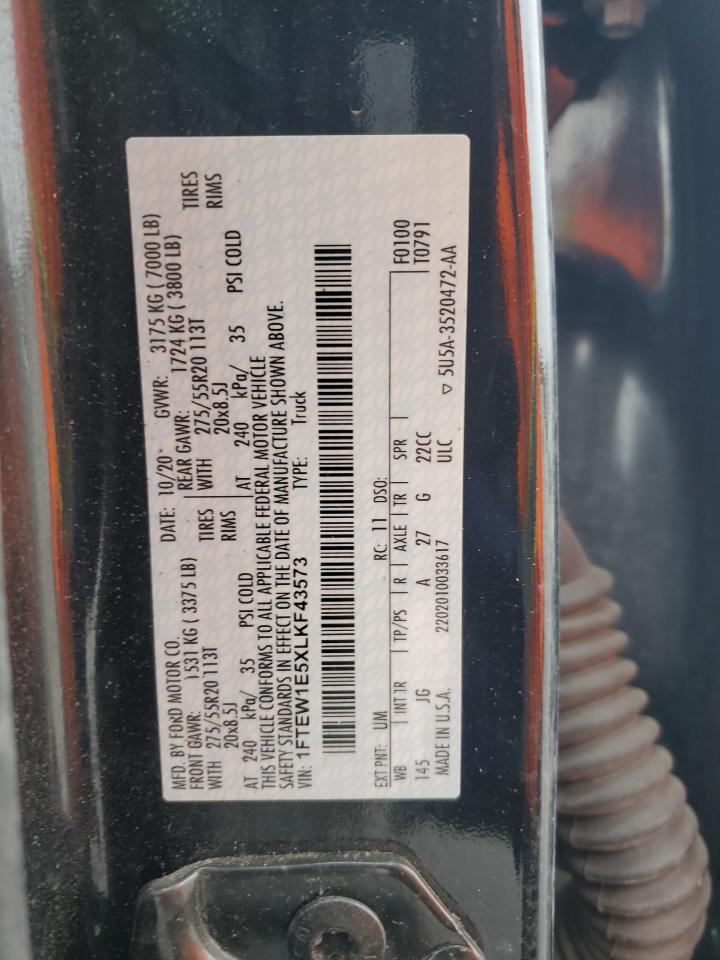 MFD. BY FORD MOTOR CO. DATE: 10/20 GVWR: 3175 KG ( 7000 LB)
FRONT GAWR: 1531 KG ( 3375 LB) REAR GAWR: 1724 KG ( 3800 LB)
WITH 275/55R20 113T TIRES WITH 275/55R20 113T TIRES
20x8.5J RIMS 20x8.5J RIMS
AT 240 kPa/ 35 PSI COLD AT 240 kPa/ 35 PSI COLD
THIS VEHICLE CONFORMS TO ALL APPLICABLE FEDERAL MOTOR VEHICLE
SAFETY STANDARDS IN EFFECT ON THE DATE OF MANUFACTURE SHOWN ABOVE.
VIN: 1FTEW1E5XLKF43573 TYPE: Truck
EXT PNT: UM RC: 11 DSO: F0100
WB INT TR TP/PS R AXLE TR SPR T0791
145 JG A 27 G 22CC
MADE IN U.S.A. 2202010033617 ULC ▽ 5U5A-3520472-AA